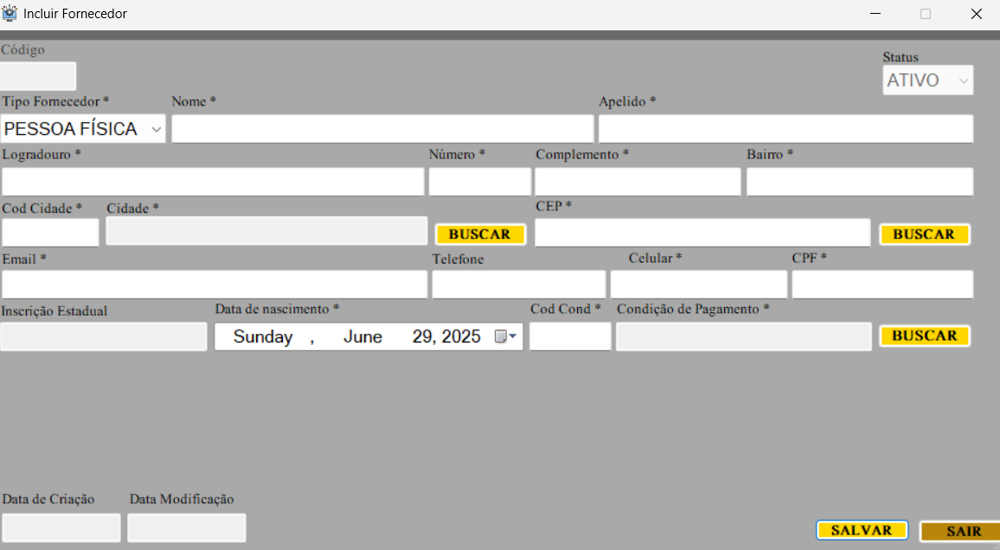 Incluir Fornecedor
Código
Status
ATIVO
Tipo Fornecedor * Nome * Apelido *
PESSOA FÍSICA
Logradouro * Número * Complemento * Bairro *
Cod Cidade * Cidade * CEP *
BUSCAR BUSCAR
Email * Telefone Celular * CPF *
Inscrição Estadual Data de nascimento * Cod Cond * Condição de Pagamento *
Sunday , June 29, 2025 BUSCAR
Data de Criação Data Modificação
SALVAR SAIR